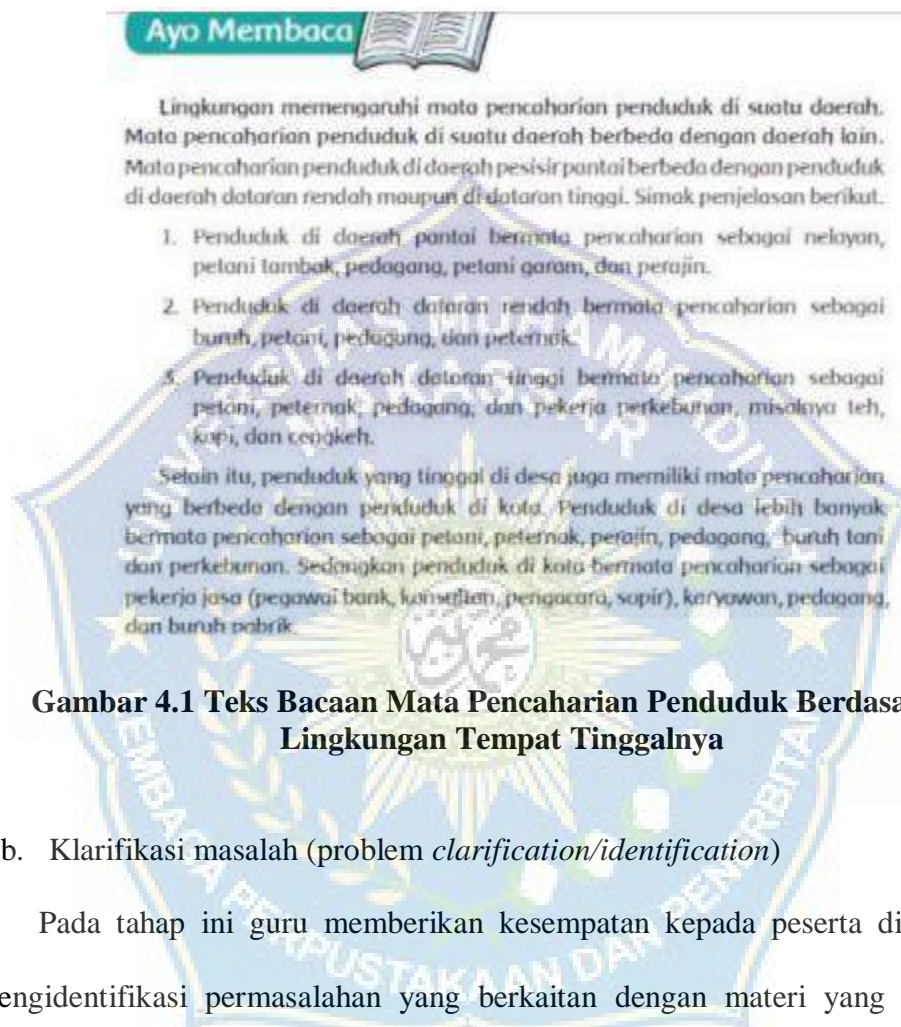 Ayo Membaca
Lingkungan memengaruhi mata pencaharian penduduk di suatu daerah.
Mata pencaharian penduduk di suatu daerah berbeda dengan daerah lain.
Mata pencaharian penduduk di daerah pesisir pantai berbeda dengan penduduk
di daerah dataran rendah maupun di dataran tinggi. Simak penjelasan berikut.
1. Penduduk di daerah pantai bermata pencaharian sebagai nelayan,
petani tambak, pedagang, petani garam, dan perajin.
2. Penduduk di daerah dataran rendah bermata pencaharian sebagai
buruh, petani, pedagang, dan peternak.
3. Penduduk di daerah dataran tinggi bermata pencaharian sebagai
petani, peternak, pedagang, dan pekerja perkebunan, misalnya teh,
kopi, dan cengkeh.
Selain itu, penduduk yang tinggal di desa juga memiliki mata pencaharian
yang berbeda dengan penduduk di kota. Penduduk di desa lebih banyak
bermata pencaharian sebagai petani, peternak, perajin, pedagang, buruh tani
dan perkebunan. Sedangkan penduduk di kota bermata pencaharian sebagai
pekerja jasa (pegawai bank, konsultan, pengacara, sopir), karyawan, pedagang,
dan buruh pabrik.
Gambar 4.1 Teks Bacaan Mata Pencaharian Penduduk Berdasa
Lingkungan Tempat Tinggalnya
b. Klarifikasi masalah (problem clarification/identification)
Pada tahap ini guru memberikan kesempatan kepada peserta di
engidentifikasi permasalahan yang berkaitan dengan materi yang
UNIVERSITAS MUHAMMADIYAH
MAKASSAR
LEMBAGA PERPUSTAKAAN DAN PENERBITAN